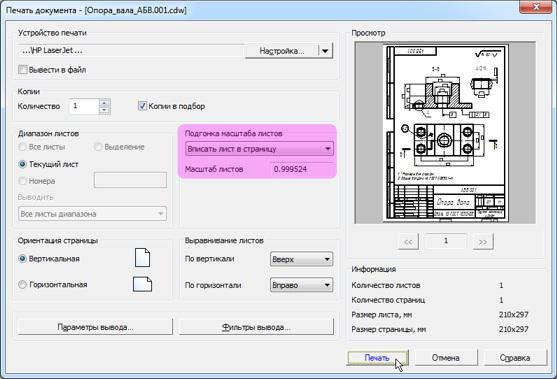 Печать документа - [Опора_вала_АБВ.001.cdw]
Устройство печати
...\HP LaserJet ...
Настройка...
Вывести в файл
Копии
Количество 1
Копии в подбор
Диапазон листов
Все листы Выделение
Текущий лист
Номера
Выводить
Все листы диапазона
Подгонка масштаба листов
Вписать лист в страницу
Масштаб листов 0.999524
Ориентация страницы
Вертикальная
Горизонтальная
Выравнивание листов
По вертикали Вверх
По горизонтали Вправо
Параметры вывода...
Фильтры вывода...
Просмотр
Б-Б
АБВ.001
Опора вала
<< 1 >>
Информация
Количество листов 1
Количество страниц 1
Размер листа, мм 210x297
Размер страницы, мм 210x297
Печать Отмена Справка